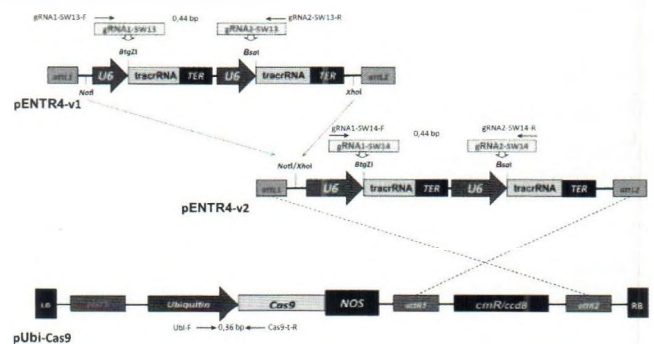 gRNA1-SW13-F 0,44 bp gRNA2-SW13-R
gRNA1-SW13 gRNA2-SW13
BtgZI BsaI
attL1 U6 tracrRNA TER U6 tracrRNA TER attL2
NotI XhoI
pENTR4-v1
gRNA1-SW14-F 0,44 bp gRNA2-SW14-R
gRNA1-SW14 gRNA2-SW14
NotI/XhoI BtgZI BsaI
attL1 U6 tracrRNA TER U6 tracrRNA TER attL2
pENTR4-v2
LB Ubiquitin Cas9 NOS attR1 cmR/ccdB attR2 RB
Ubi-F 0,36 bp Cas9-t-R
pUbi-Cas9